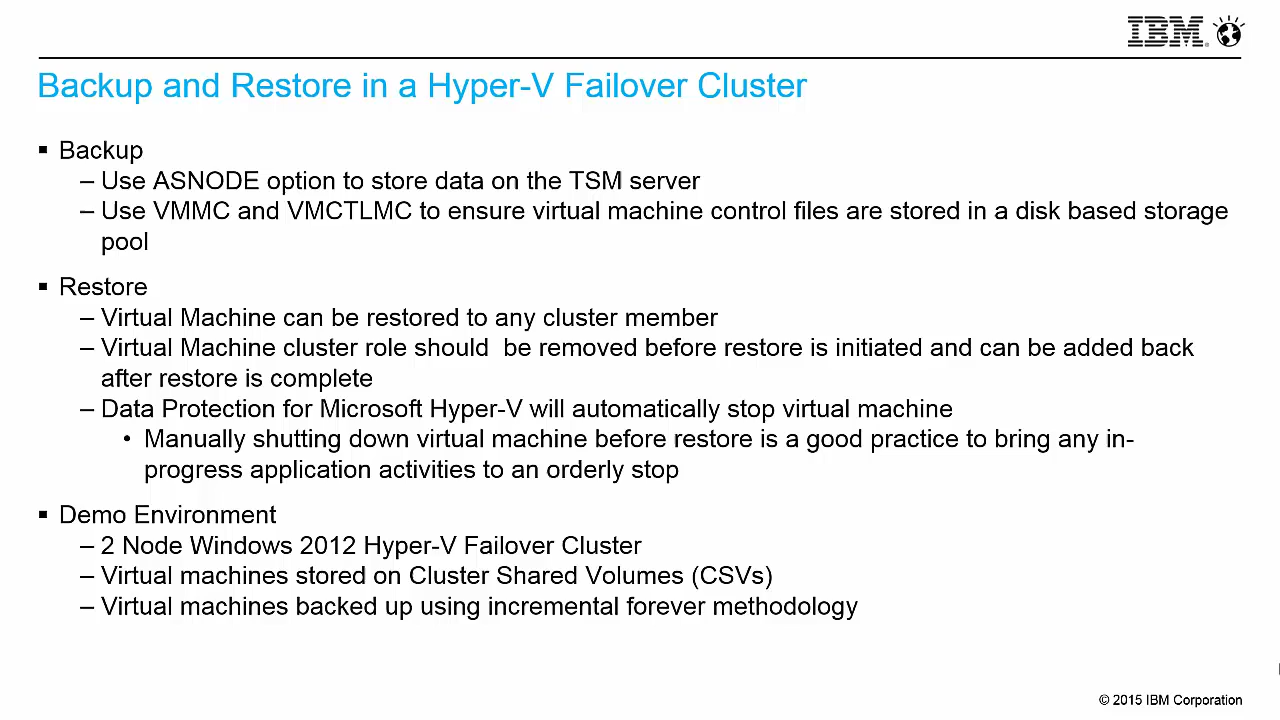 IBM.
Backup and Restore in a Hyper-V Failover Cluster
▪ Backup
– Use ASNODE option to store data on the TSM server
– Use VMMC and VMCTLMC to ensure virtual machine control files are stored in a disk based storage
pool
▪ Restore
– Virtual Machine can be restored to any cluster member
– Virtual Machine cluster role should be removed before restore is initiated and can be added back
after restore is complete
– Data Protection for Microsoft Hyper-V will automatically stop virtual machine
• Manually shutting down virtual machine before restore is a good practice to bring any in-
progress application activities to an orderly stop
▪ Demo Environment
– 2 Node Windows 2012 Hyper-V Failover Cluster
– Virtual machines stored on Cluster Shared Volumes (CSVs)
– Virtual machines backed up using incremental forever methodology
© 2015 IBM Corporation